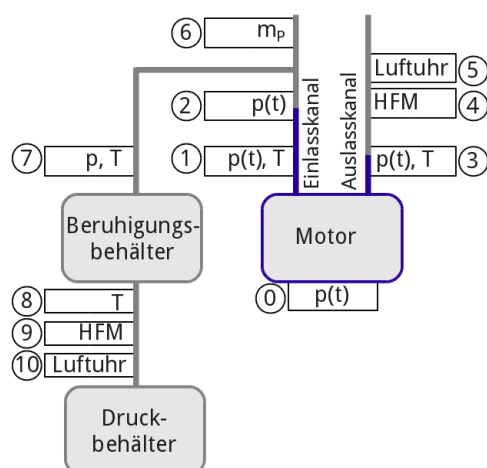 6 mP
Luftuhr 5
2 p(t)
HFM 4
Einlasskanal
Auslasskanal
7 p, T
1 p(t), T
p(t), T 3
Beruhigungs-
behälter
Motor
0 p(t)
8 T
9 HFM
10 Luftuhr
Druck-
behälter